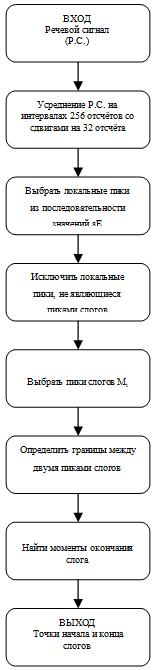 ВХОД
Речевой сигнал
(Р.С.)
Усреднение Р.С. на
интервалах 256 отсчётов со
сдвигами на 32 отсчёта
Выбрать локальные пики
из последовательности
значений aE
Исключить локальные
пики, не являющиеся
пиками слогов
Выбрать пики слогов M,
Определить границы между
двумя пиками слогов
Найти моменты окончания
слога
ВЫХОД
Точки начала и конца
слогов